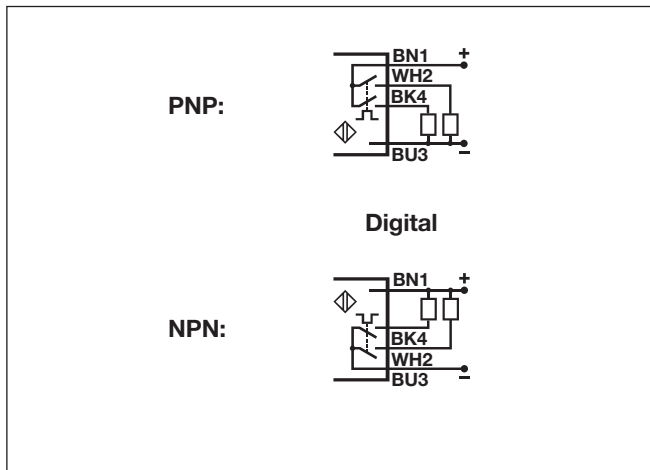 BN1 +
WH2
PNP:
BK4
BU3 –
Digital
BN1 +
NPN:
BK4
WH2
BU3 –